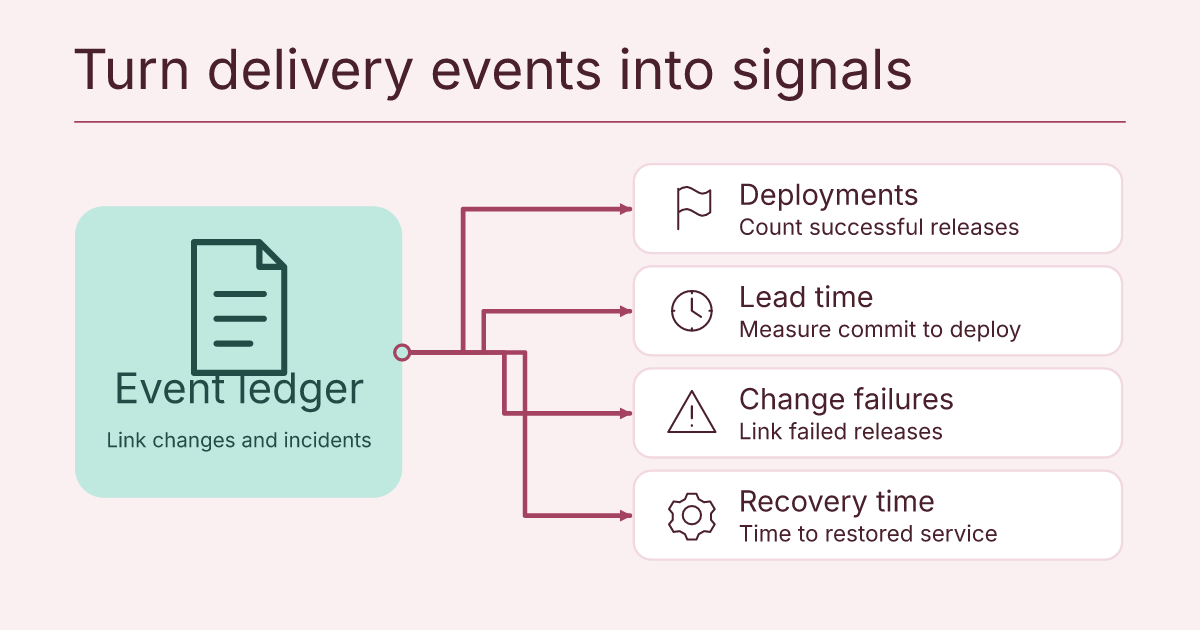 Turn delivery events into signals
Event ledger
Link changes and incidents
Deployments
Count successful releases
Lead time
Measure commit to deploy
Change failures
Link failed releases
Recovery time
Time to restored service